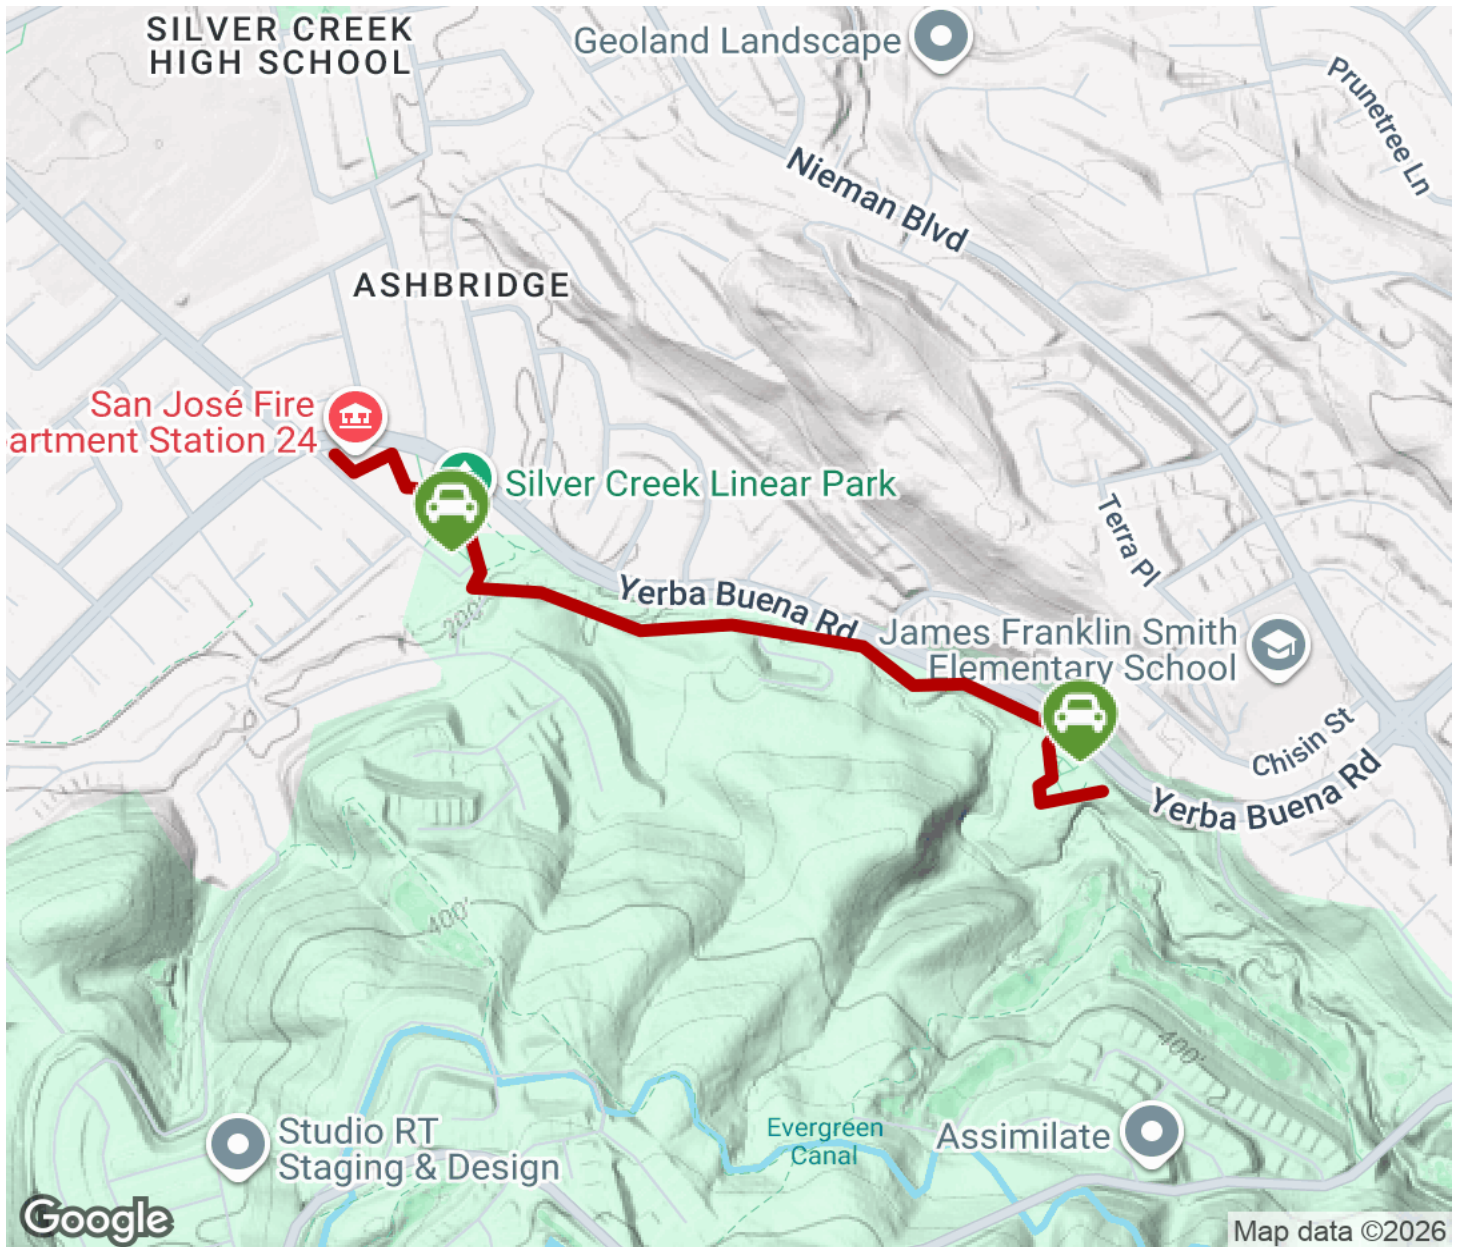 SILVER CREEK
HIGH SCHOOL
Geoland Landscape
Prunetree Ln
Nieman Blvd
ASHBRIDGE
San José Fire
artment Station 24
Silver Creek Linear Park
Terra Pl
Yerba Buena Rd
200'
James Franklin Smith
Elementary School
Chisin St
Yerba Buena Rd
400'
400'
Evergreen
Canal
Assimilate
Studio RT
Staging & Design
Google
Map data ©2026